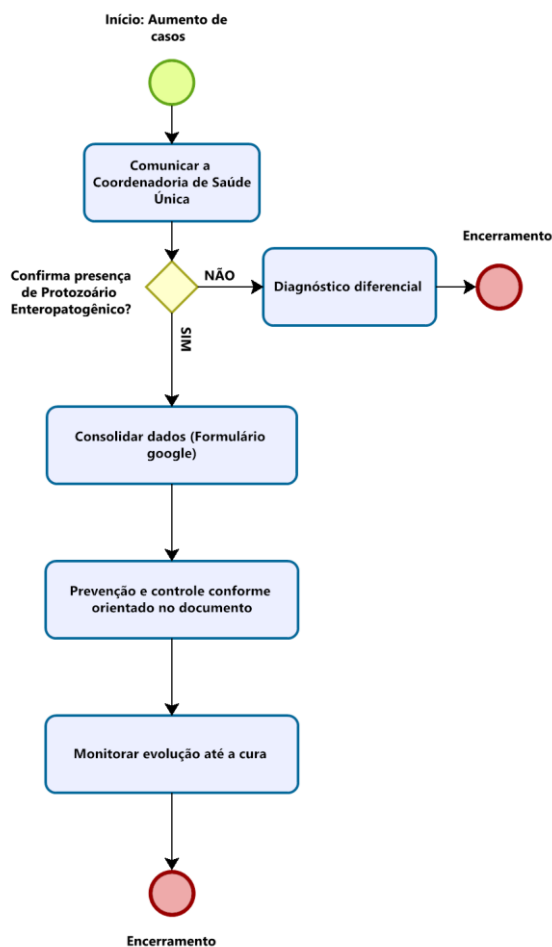 Início: Aumento de
casos
Comunicar a
Coordenadoria de Saúde
Única
Confirma presença
de Protozoário
Enteropatogênico?
NÃO
Diagnóstico diferencial
Encerramento
SIM
Consolidar dados (Formulário
google)
Prevenção e controle conforme
orientado no documento
Monitorar evolução até a cura
Encerramento